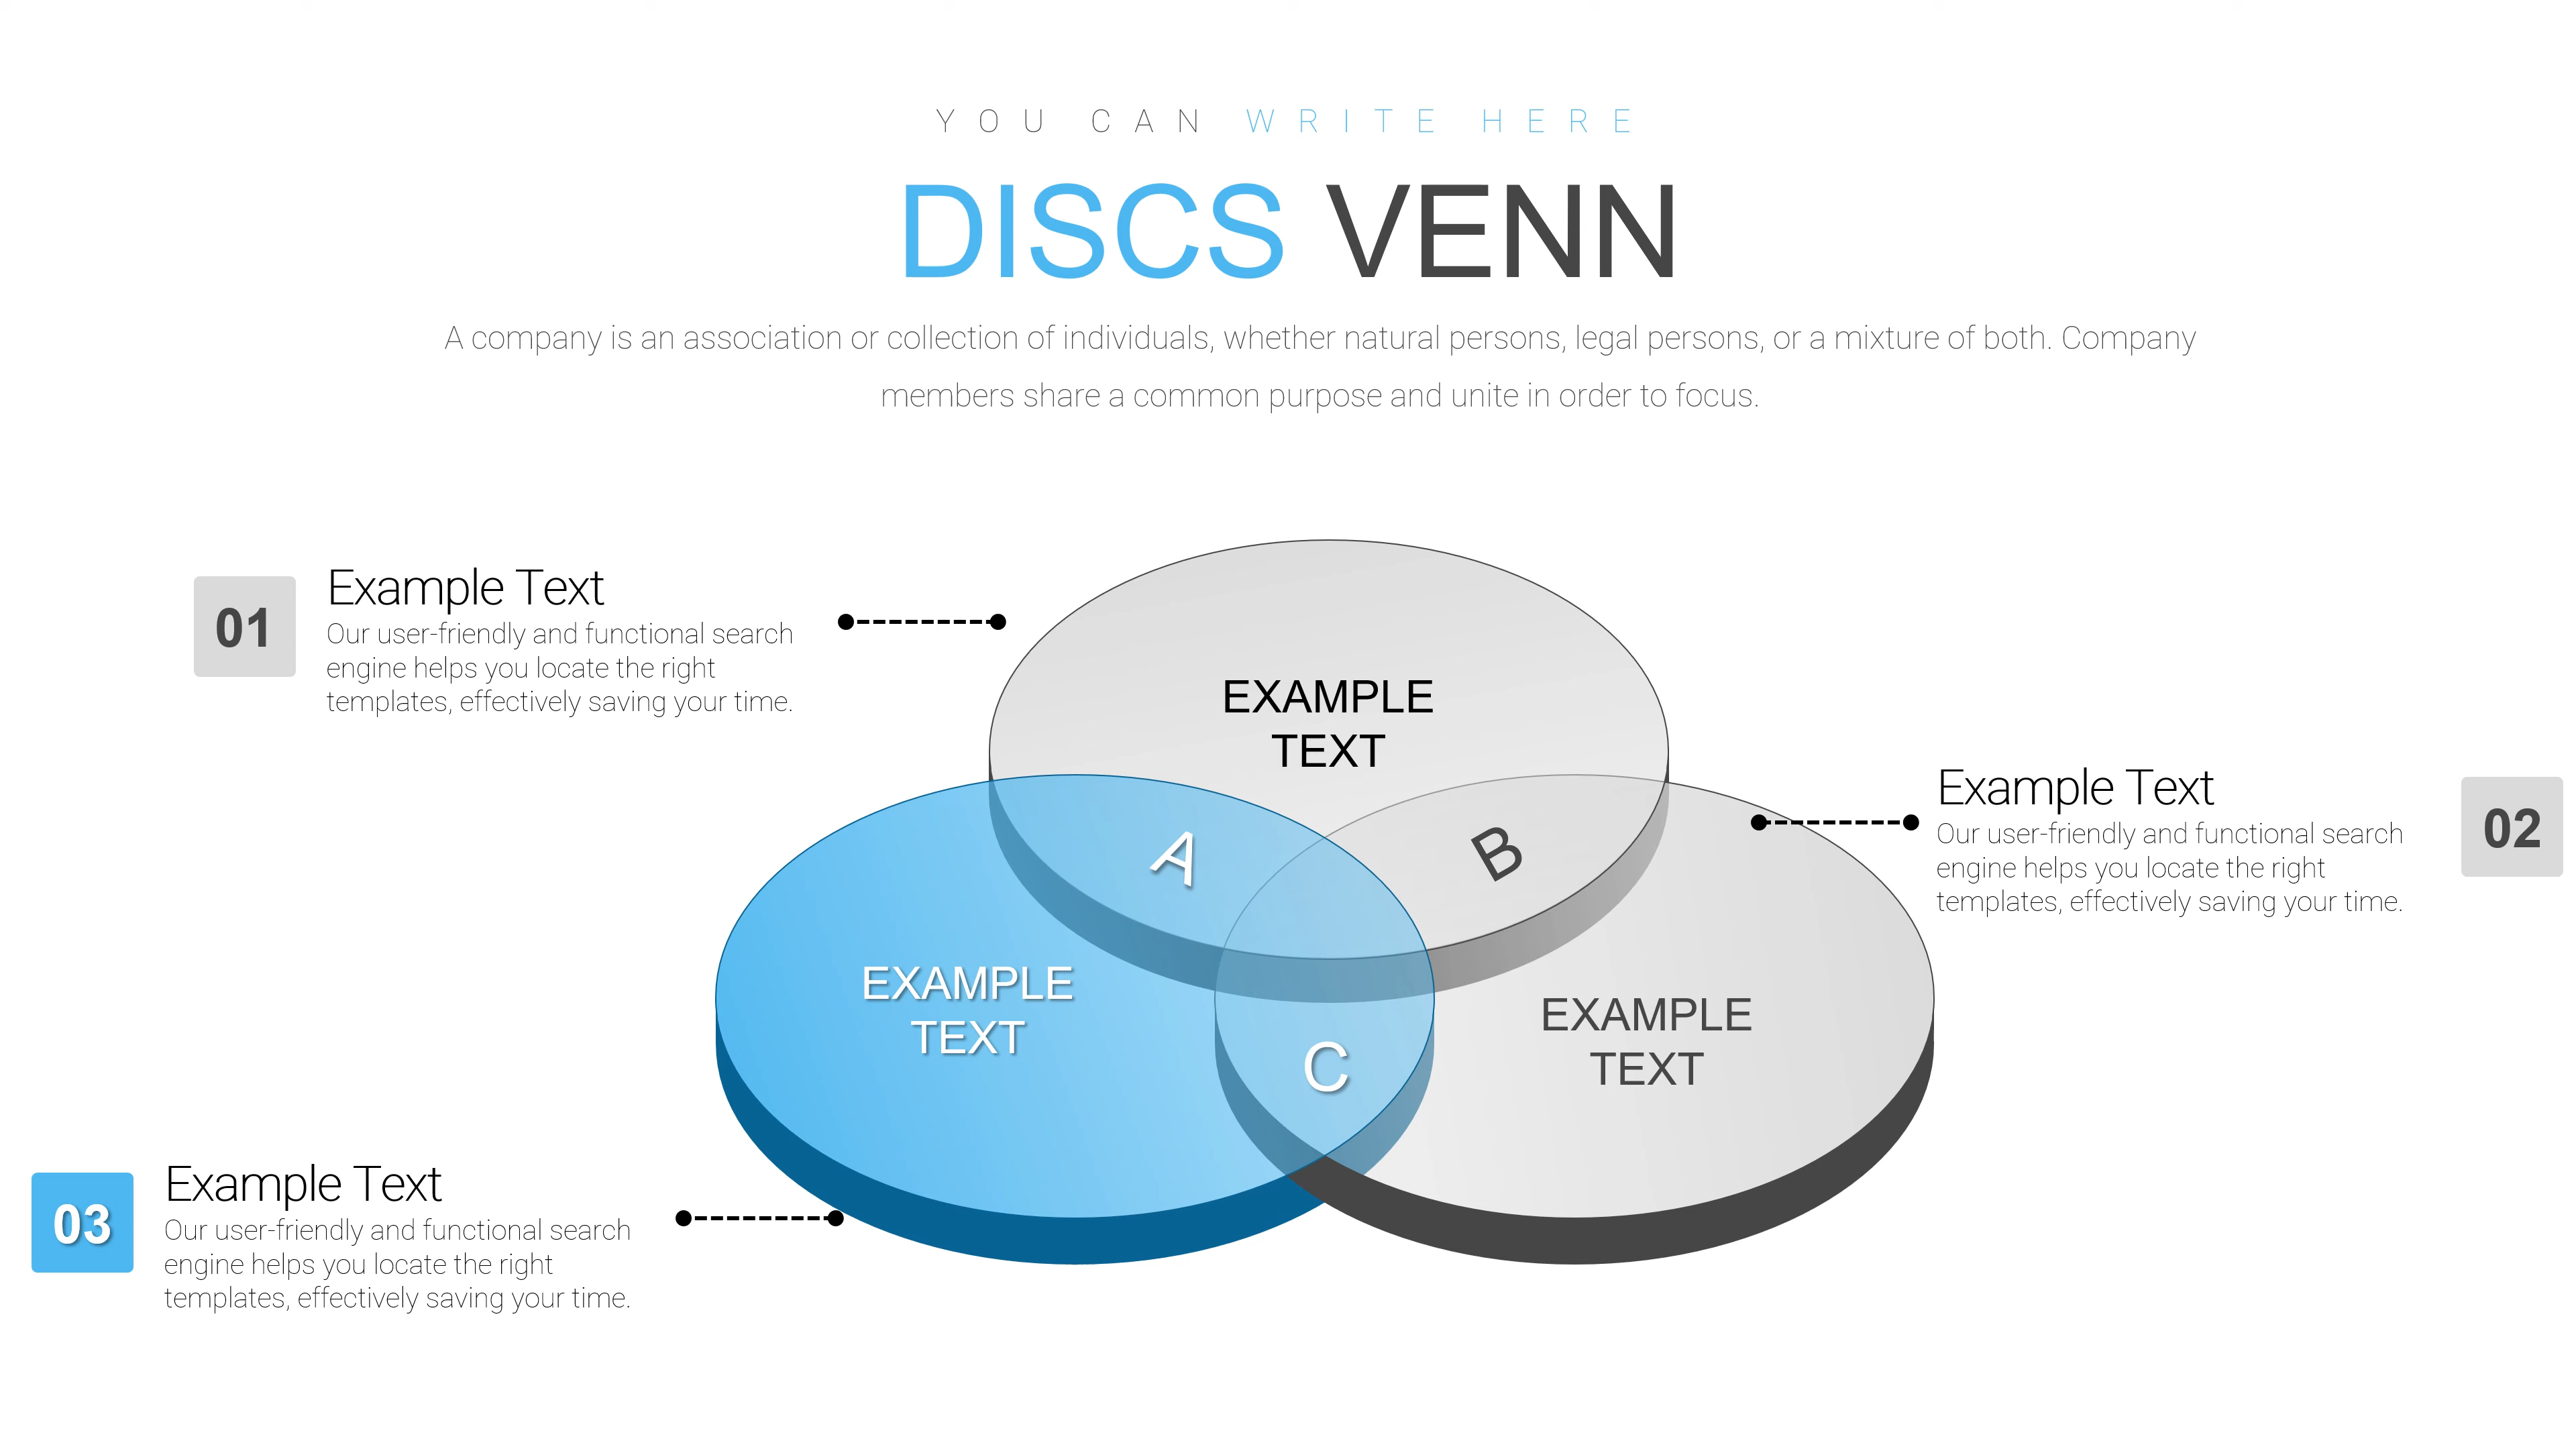 YOU CAN WRITE HERE
DISCS VENN
A company is an association or collection of individuals, whether natural persons, legal persons, or a mixture of both. Company
members share a common purpose and unite in order to focus.
01
Example Text
Our user-friendly and functional search
engine helps you locate the right
templates, effectively saving your time.
EXAMPLE
TEXT
02
Example Text
Our user-friendly and functional search
engine helps you locate the right
templates, effectively saving your time.
A
B
EXAMPLE
TEXT
C
EXAMPLE
TEXT
03
Example Text
Our user-friendly and functional search
engine helps you locate the right
templates, effectively saving your time.